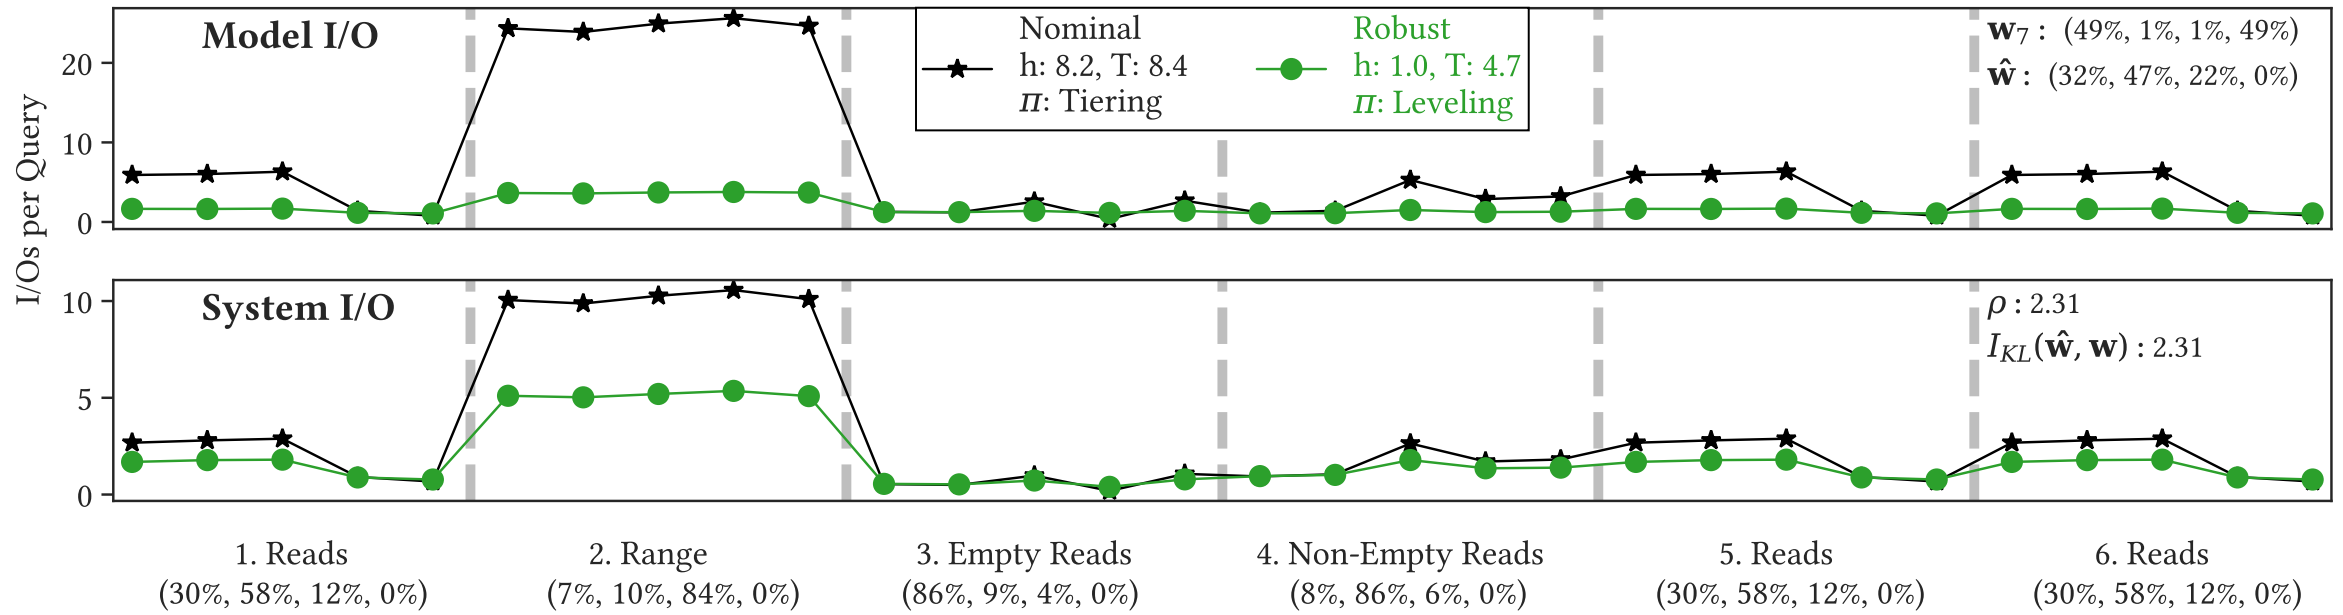 Model I/O
Nominal
h: 8.2, T: 8.4
π: Tiering
Robust
h: 1.0, T: 4.7
π: Leveling
w₇ : (49%, 1%, 1%, 49%)
ŵ : (32%, 47%, 22%, 0%)
20
10
0
I/Os per Query
System I/O
ρ : 2.31
I_KL(ŵ, w) : 2.31
10
5
0
1. Reads
(30%, 58%, 12%, 0%)
2. Range
(7%, 10%, 84%, 0%)
3. Empty Reads
(86%, 9%, 4%, 0%)
4. Non-Empty Reads
(8%, 86%, 6%, 0%)
5. Reads
(30%, 58%, 12%, 0%)
6. Reads
(30%, 58%, 12%, 0%)